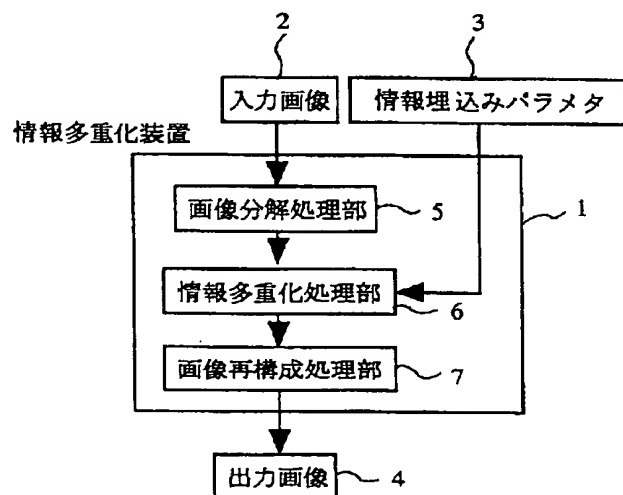 2
3
入力画像
情報埋込みパラメタ
情報多重化装置
画像分解処理部
5
1
情報多重化処理部
6
画像再構成処理部
7
出力画像
4